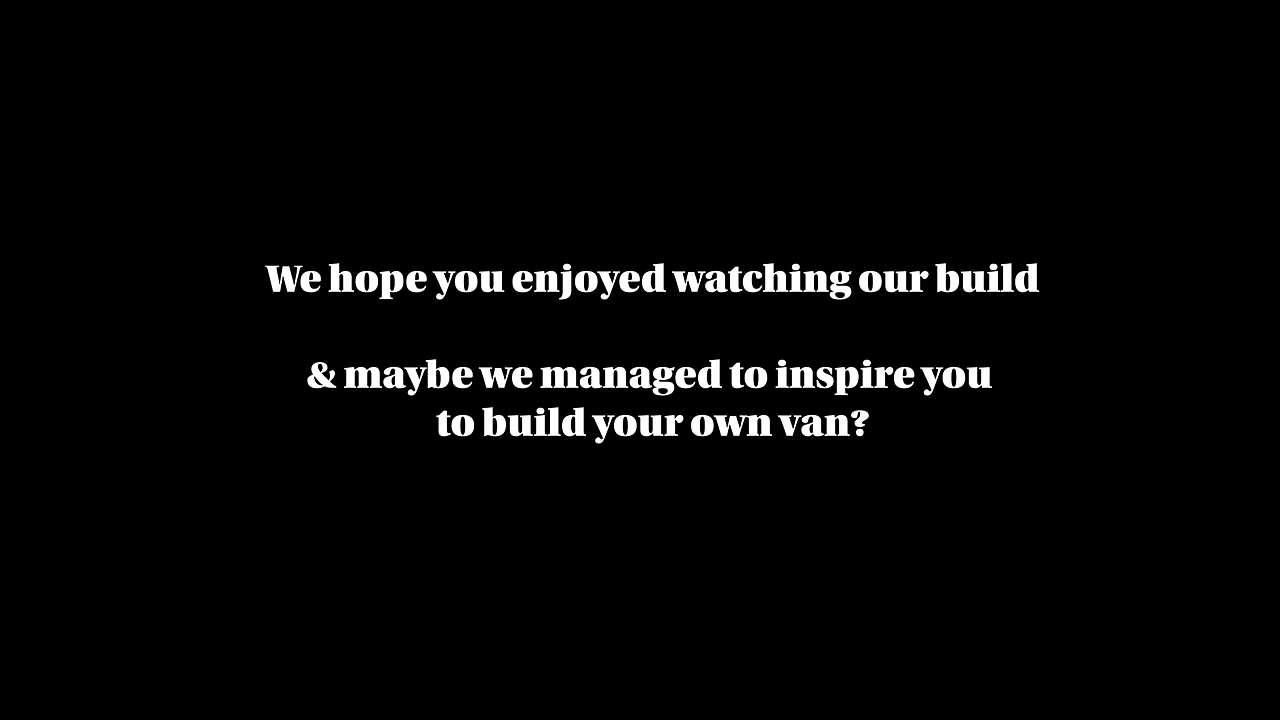 We hope you enjoyed watching our build
& maybe we managed to inspire you
to build your own van?